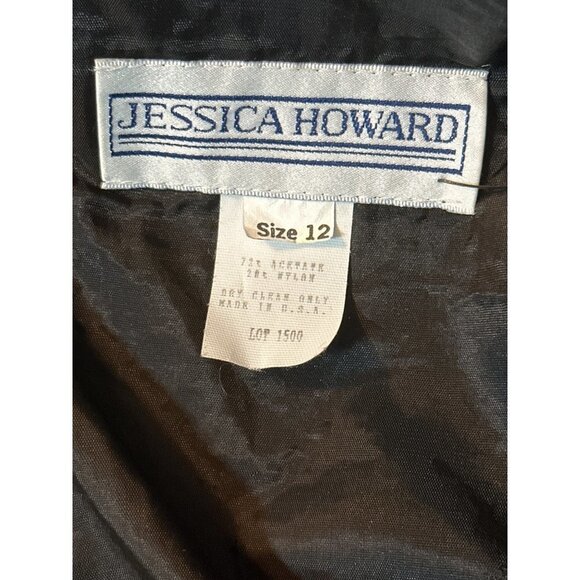 JESSICA HOWARD
Size 12
72% ACETATE
28% NYLON
DRY CLEAN ONLY
MADE IN U.S.A.
LOT 1500